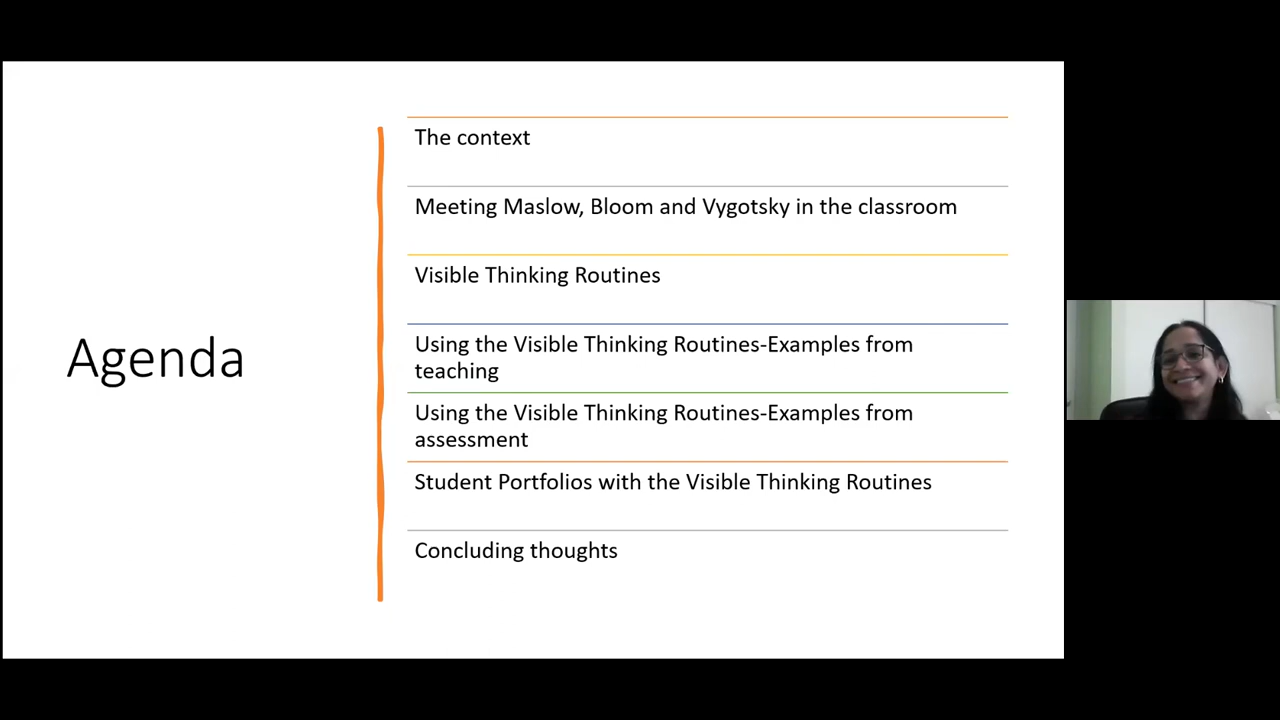 Agenda
The context
Meeting Maslow, Bloom and Vygotsky in the classroom
Visible Thinking Routines
Using the Visible Thinking Routines-Examples from
teaching
Using the Visible Thinking Routines-Examples from
assessment
Student Portfolios with the Visible Thinking Routines
Concluding thoughts